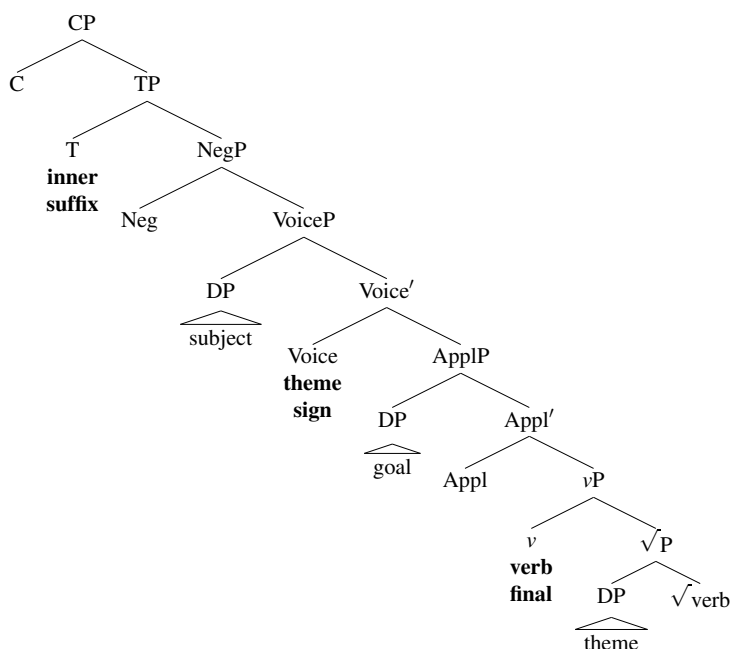 CP
C TP
T NegP
inner
suffix
Neg VoiceP
DP Voice′
subject
Voice ApplP
theme
sign
DP Appl′
goal
Appl vP
v √P
verb
final
DP √verb
theme